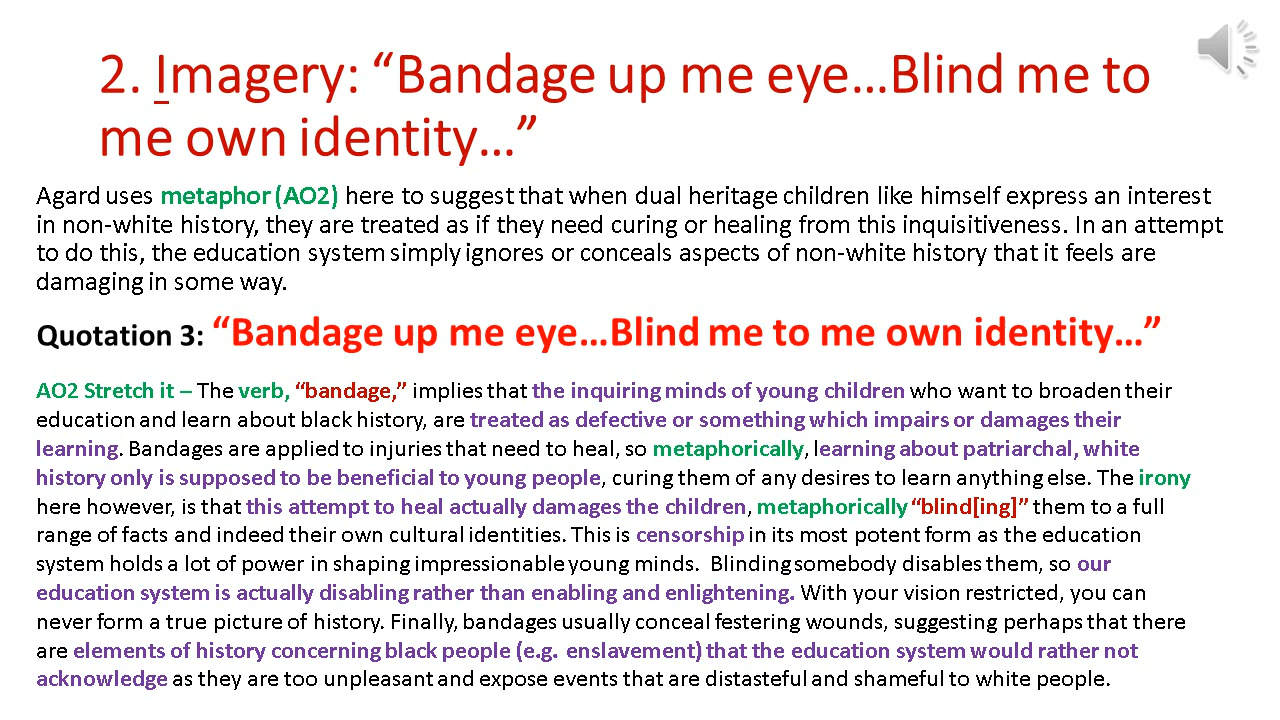 2. Imagery: “Bandage up me eye…Blind me to
me own identity…”
Agard uses metaphor (AO2) here to suggest that when dual heritage children like himself express an interest
in non-white history, they are treated as if they need curing or healing from this inquisitiveness. In an attempt
to do this, the education system simply ignores or conceals aspects of non-white history that it feels are
damaging in some way.
Quotation 3: “Bandage up me eye…Blind me to me own identity…”
AO2 Stretch it – The verb, “bandage,” implies that the inquiring minds of young children who want to broaden their
education and learn about black history, are treated as defective or something which impairs or damages their
learning. Bandages are applied to injuries that need to heal, so metaphorically, learning about patriarchal, white
history only is supposed to be beneficial to young people, curing them of any desires to learn anything else. The irony
here however, is that this attempt to heal actually damages the children, metaphorically “blind[ing]” them to a full
range of facts and indeed their own cultural identities. This is censorship in its most potent form as the education
system holds a lot of power in shaping impressionable young minds.  Blinding somebody disables them, so our
education system is actually disabling rather than enabling and enlightening. With your vision restricted, you can
never form a true picture of history. Finally, bandages usually conceal festering wounds, suggesting perhaps that there
are elements of history concerning black people (e.g. enslavement) that the education system would rather not
acknowledge as they are too unpleasant and expose events that are distasteful and shameful to white people.